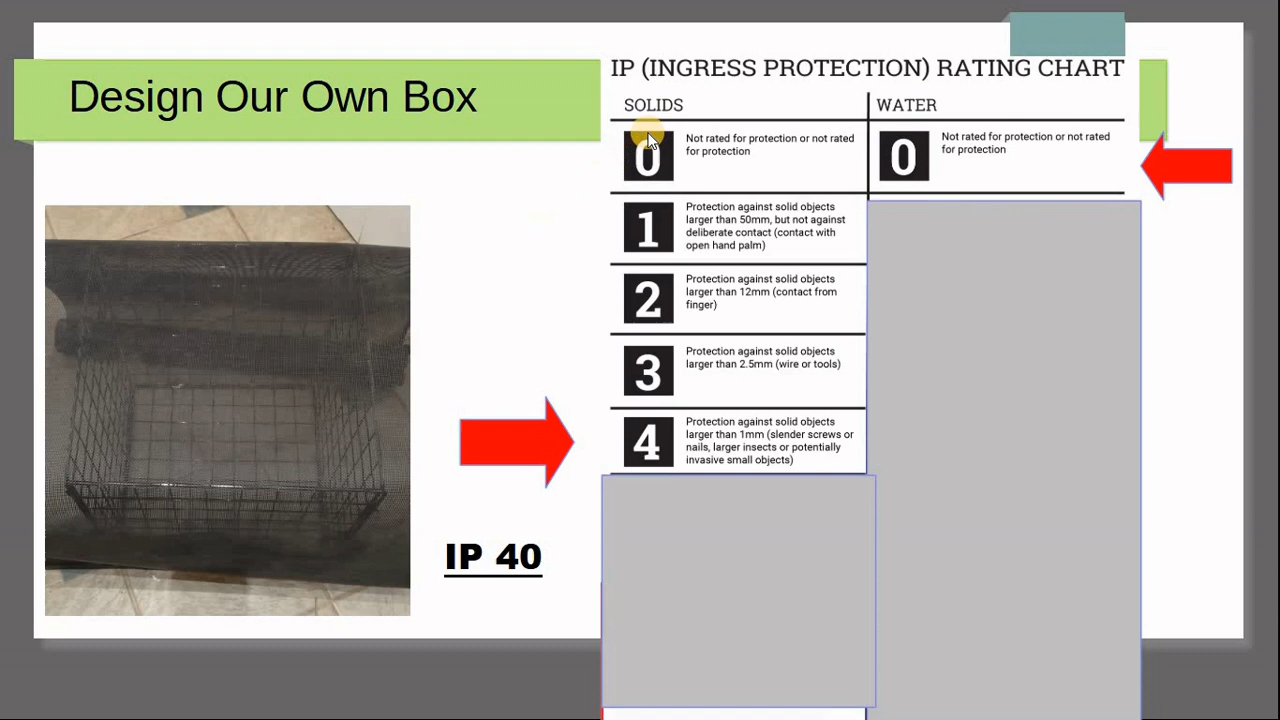 Design Our Own Box
IP (INGRESS PROTECTION) RATING CHART
SOLIDS
WATER
0
Not rated for protection or not rated
for protection
0
Not rated for protection or not rated
for protection
1
Protection against solid objects
larger than 50mm, but not against
deliberate contact (contact with
open hand palm)
2
Protection against solid objects
larger than 12mm (contact from
finger)
3
Protection against solid objects
larger than 2.5mm (wire or tools)
4
Protection against solid objects
larger than 1mm (slender screws or
nails, larger insects or potentially
invasive small objects)
IP 40